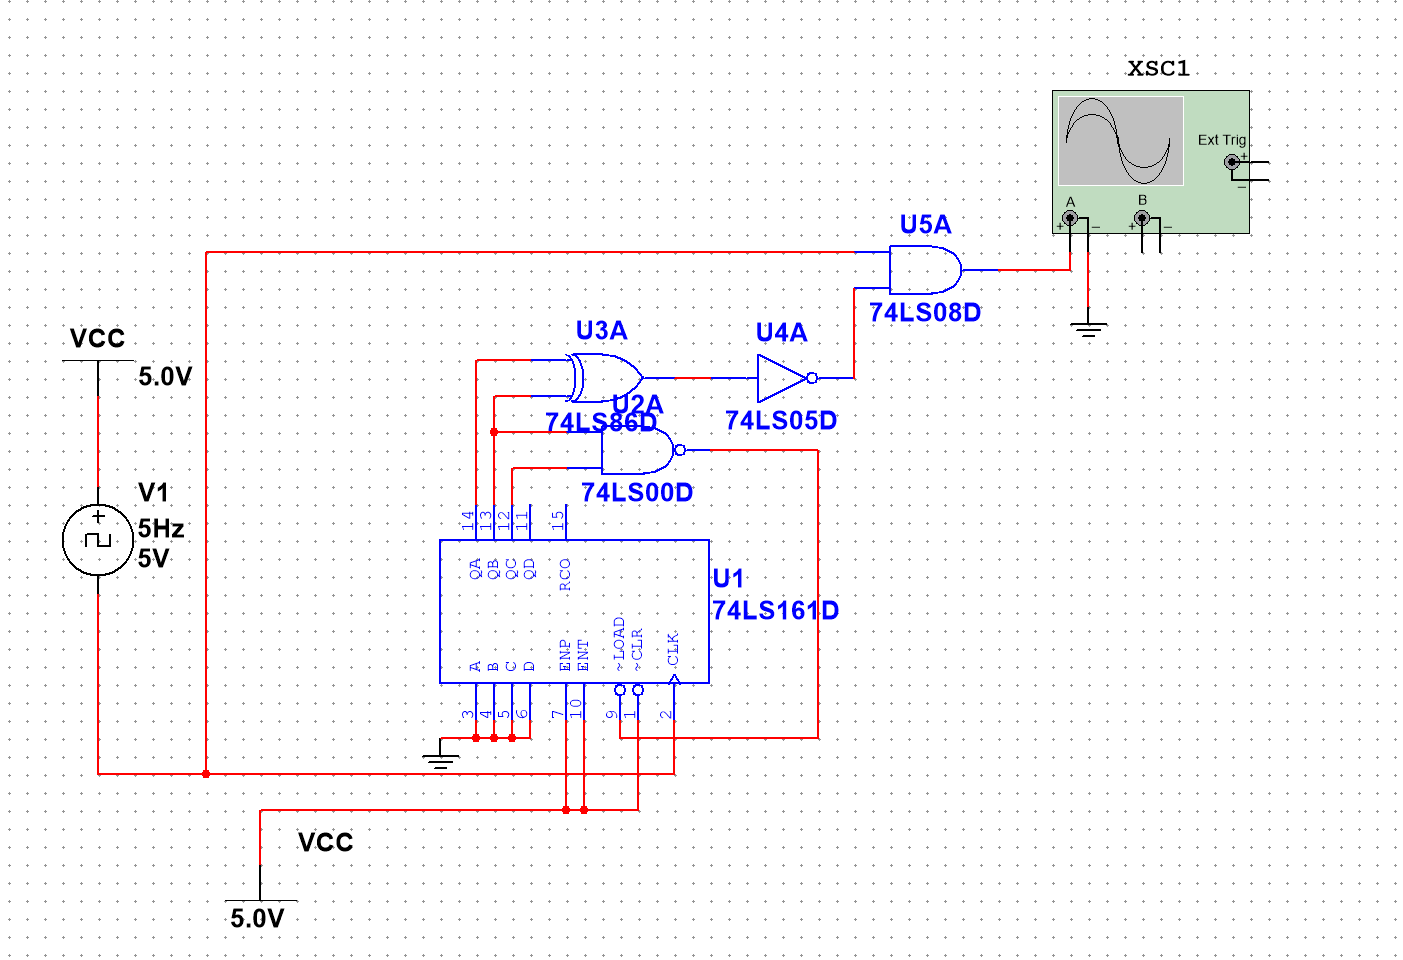 XSC1
Ext Trig
+
−
A
B
+ −
+ −
U5A
74LS08D
VCC
5.0V
U3A
U4A
U2A
74LS86D
74LS05D
74LS00D
V1
5Hz
5V
+
14 13 12 11 15
QA QB QC QD RCO
U1
74LS161D
A B C D ENP ENT ~LOAD ~CLR CLK
3 4 5 6 7 10 9 1 2
VCC
5.0V